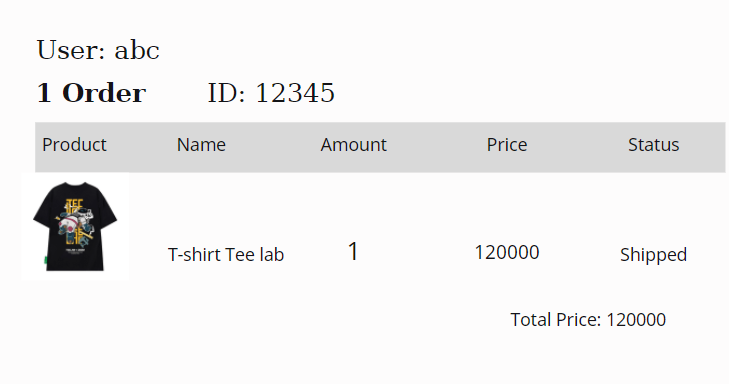 User: abc
1 Order ID: 12345
Product Name Amount Price Status
TEE
T-shirt Tee lab 1 120000 Shipped
Total Price: 120000